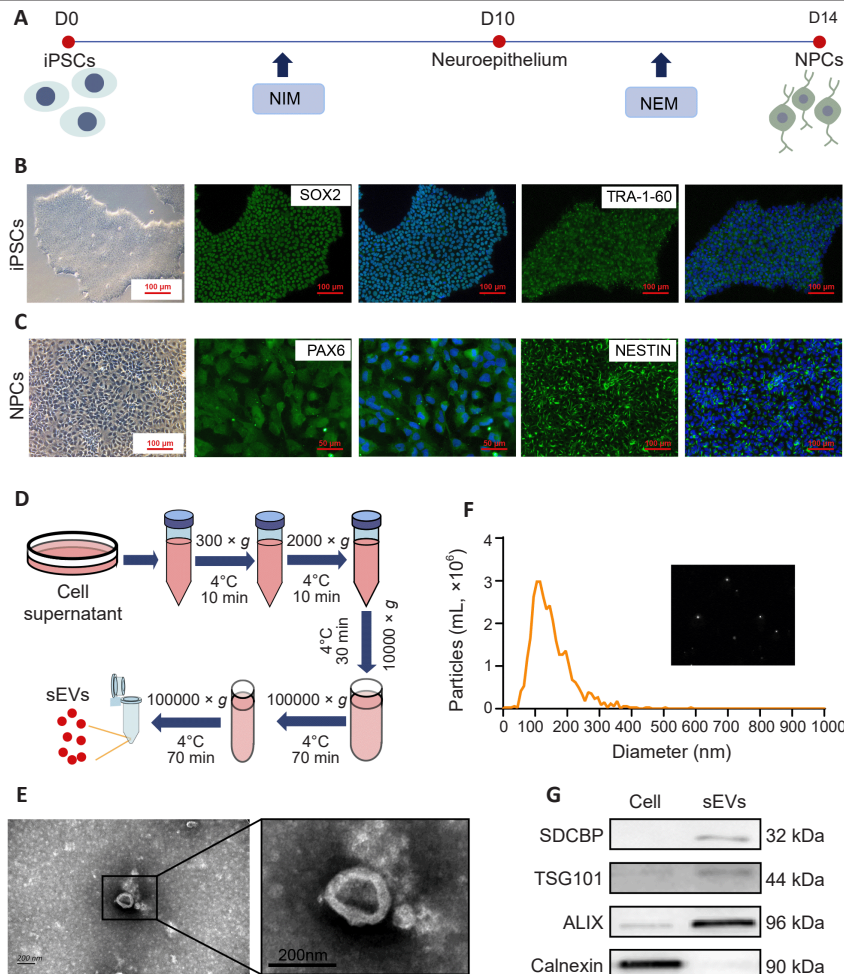 A
D0
D10
D14
iPSCs
Neuroepithelium
NPCs
NIM
NEM
B
iPSCs
SOX2
TRA-1-60
100 μm
100 μm
100 μm
100 μm
100 μm
C
NPCs
PAX6
NESTIN
100 μm
50 μm
50 μm
100 μm
100 μm
D
Cell
supernatant
300 × g
4°C
10 min
2000 × g
4°C
10 min
10000 × g
4°C
30 min
100000 × g
4°C
70 min
100000 × g
4°C
70 min
sEVs
F
Particles (mL, ×10⁶)
4
3
2
1
0
0 100 200 300 400 500 600 700 800 900 1000
Diameter (nm)
E
200 nm
200nm
G
Cell sEVs
SDCBP 32 kDa
TSG101 44 kDa
ALIX 96 kDa
Calnexin 90 kDa